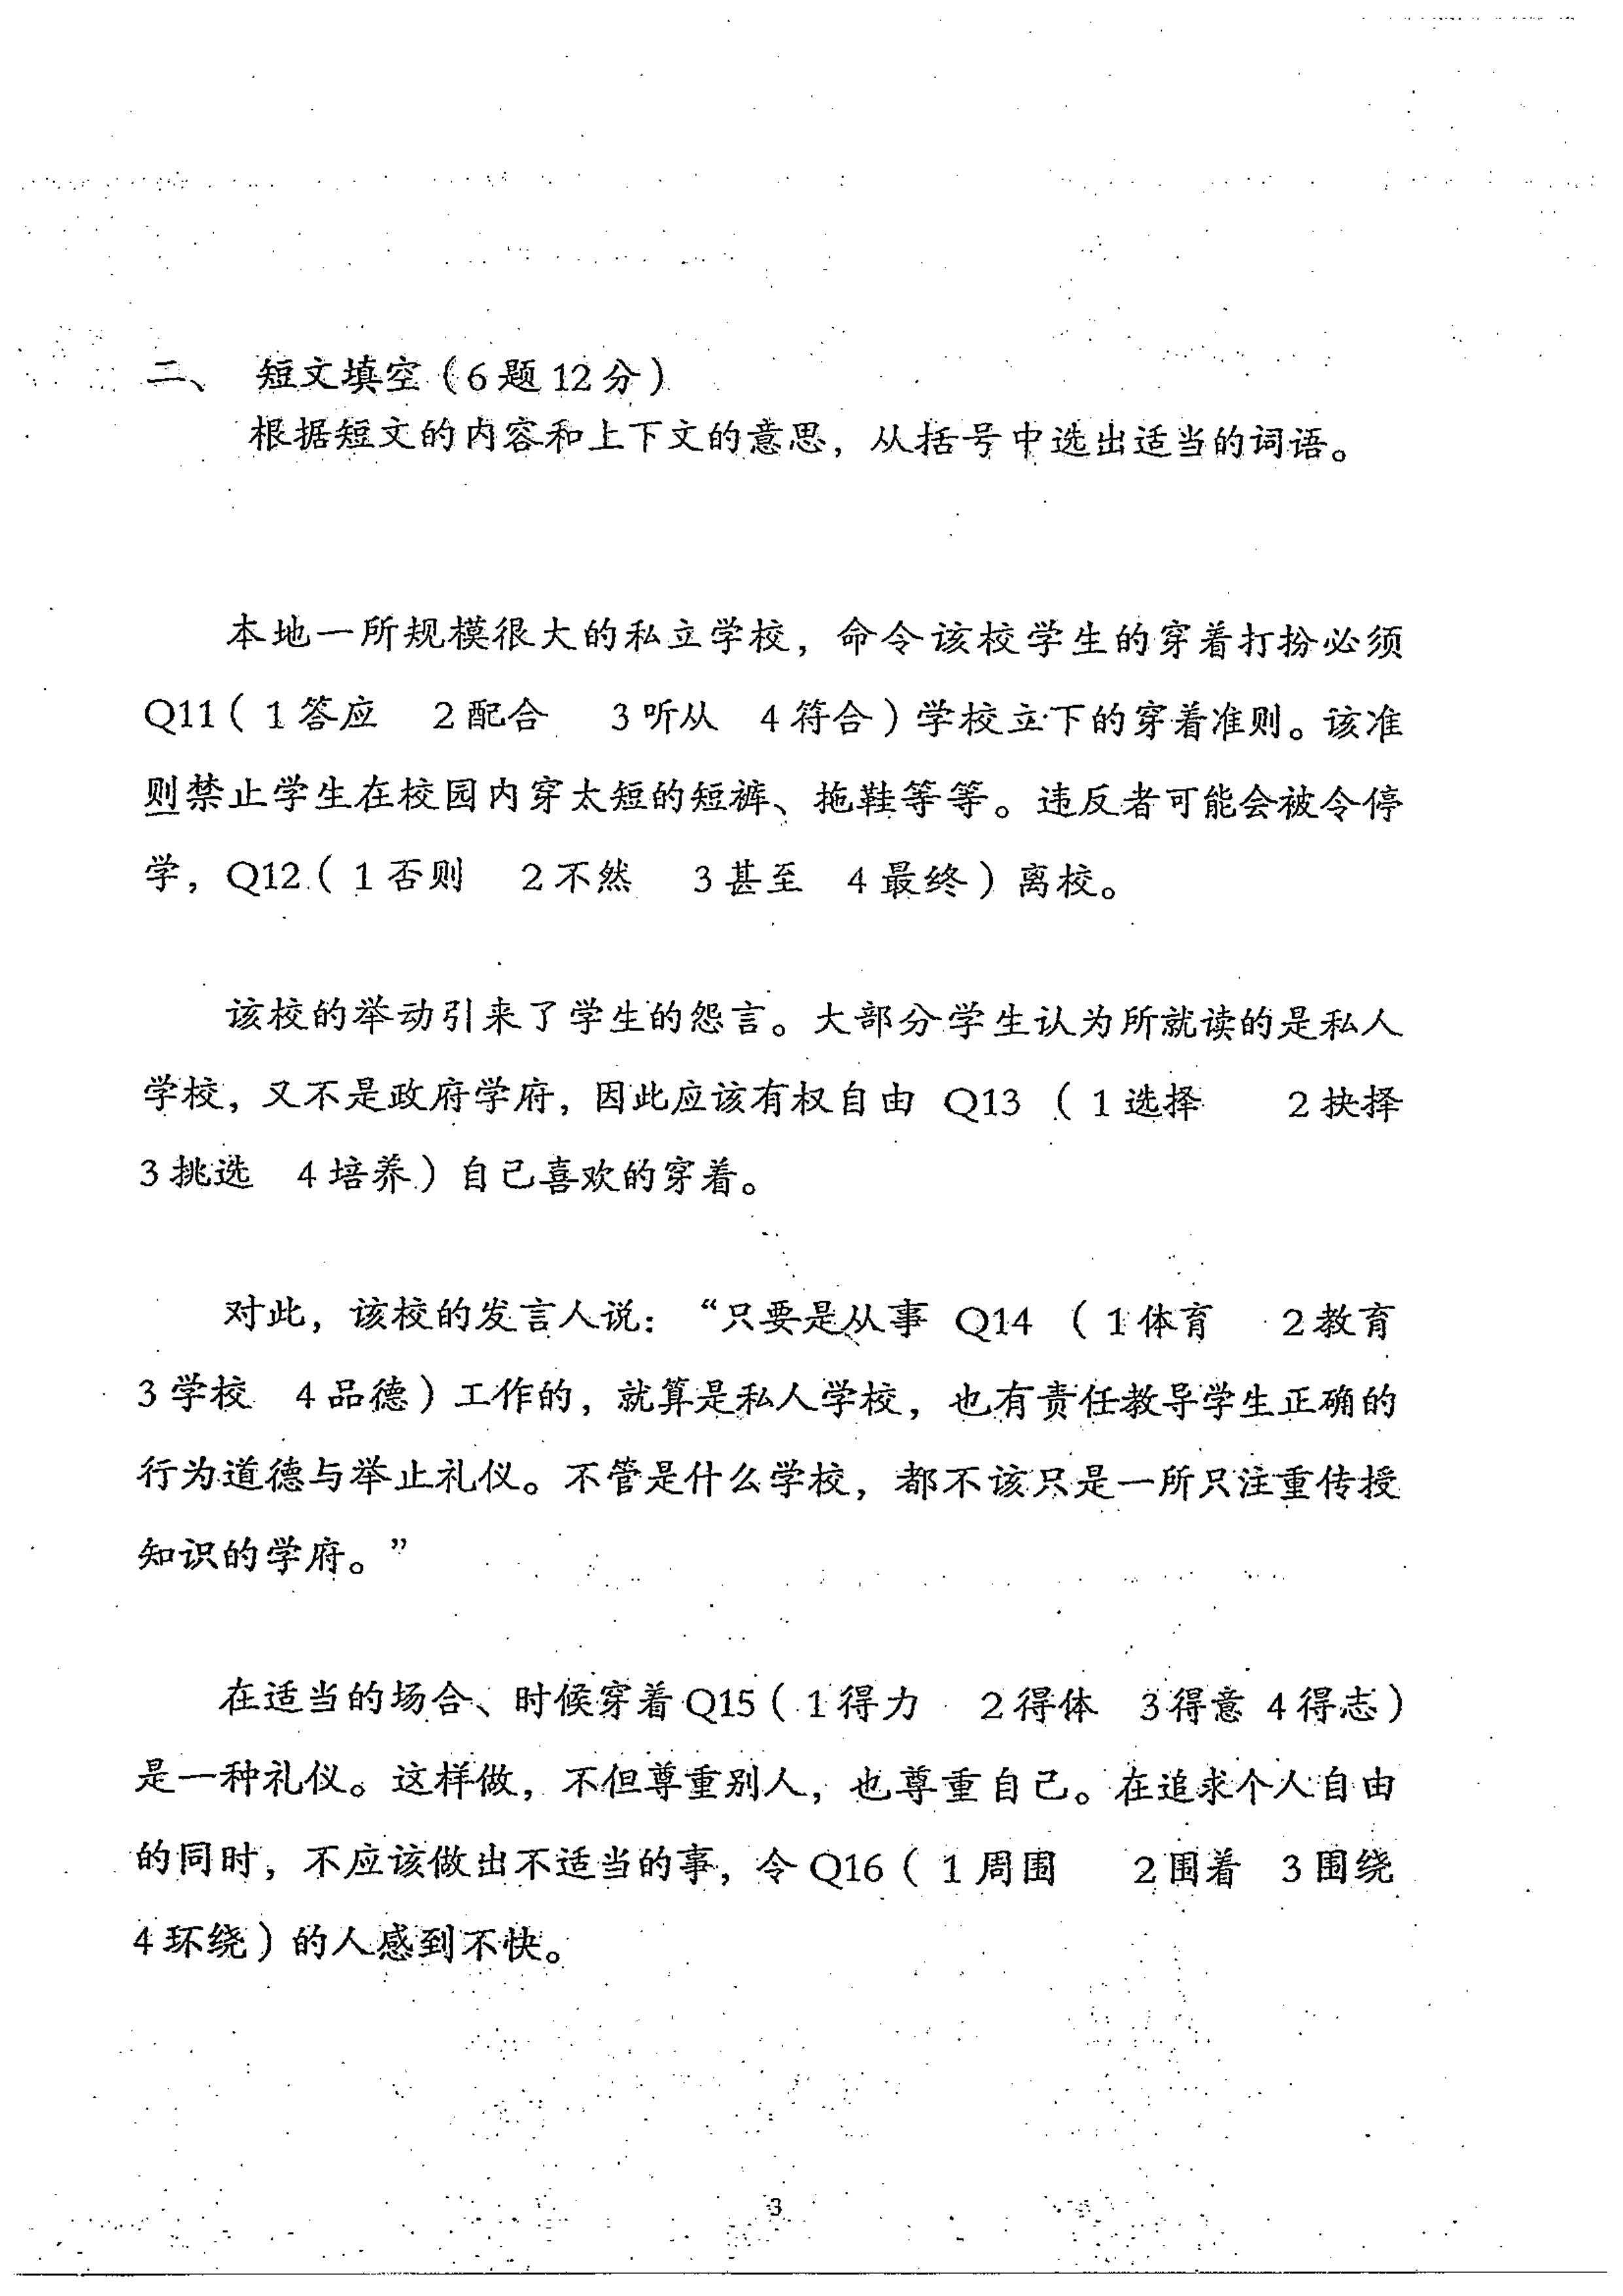 二、 短文填空（6题12分）
根据短文的内容和上下文的意思，从括号中选出适当的词语。
本地一所规模很大的私立学校，命令该校学生的穿着打扮必须
Q11（1答应 2配合 3听从 4符合）学校立下的穿着准则。该准
则禁止学生在校园内穿太短的短裤、拖鞋等等。违反者可能会被令停
学，Q12（1否则 2不然 3甚至 4最终）离校。
该校的举动引来了学生的怨言。大部分学生认为所就读的是私人
学校，又不是政府学府，因此应该有权自由 Q13 （1选择 2抉择
3挑选 4培养）自己喜欢的穿着。
对此，该校的发言人说：“只要是从事 Q14 （1体育 2教育
3学校 4品德）工作的，就算是私人学校，也有责任教导学生正确的
行为道德与举止礼仪。不管是什么学校，都不该只是一所只注重传授
知识的学府。”
在适当的场合、时候穿着Q15（1得力 2得体 3得意 4得志）
是一种礼仪。这样做，不但尊重别人，也尊重自己。在追求个人自由
的同时，不应该做出不适当的事，令Q16（1周围 2围着 3围绕
4环绕）的人感到不快。
3